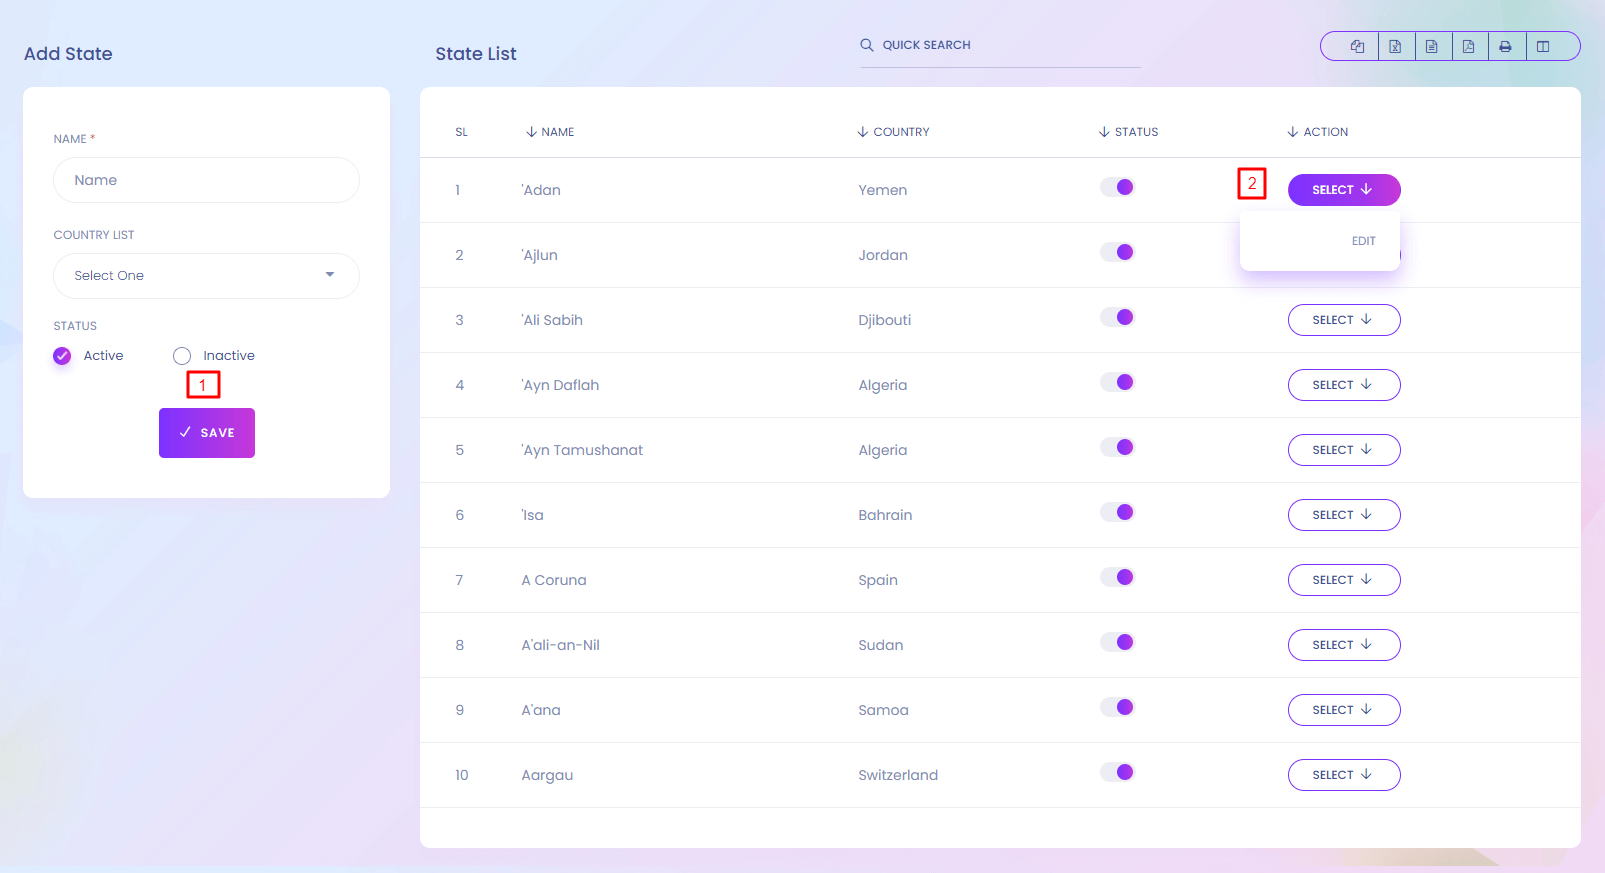 Add State
NAME *
Name
COUNTRY LIST
Select One
STATUS
Active Inactive
1
SAVE
State List
QUICK SEARCH
SL NAME COUNTRY STATUS ACTION
1 'Adan Yemen 2 SELECT
EDIT
2 'Ajlun Jordan
3 'Ali Sabih Djibouti SELECT
4 'Ayn Daflah Algeria SELECT
5 'Ayn Tamushanat Algeria SELECT
6 'Isa Bahrain SELECT
7 A Coruna Spain SELECT
8 A'ali-an-Nil Sudan SELECT
9 A'ana Samoa SELECT
10 Aargau Switzerland SELECT